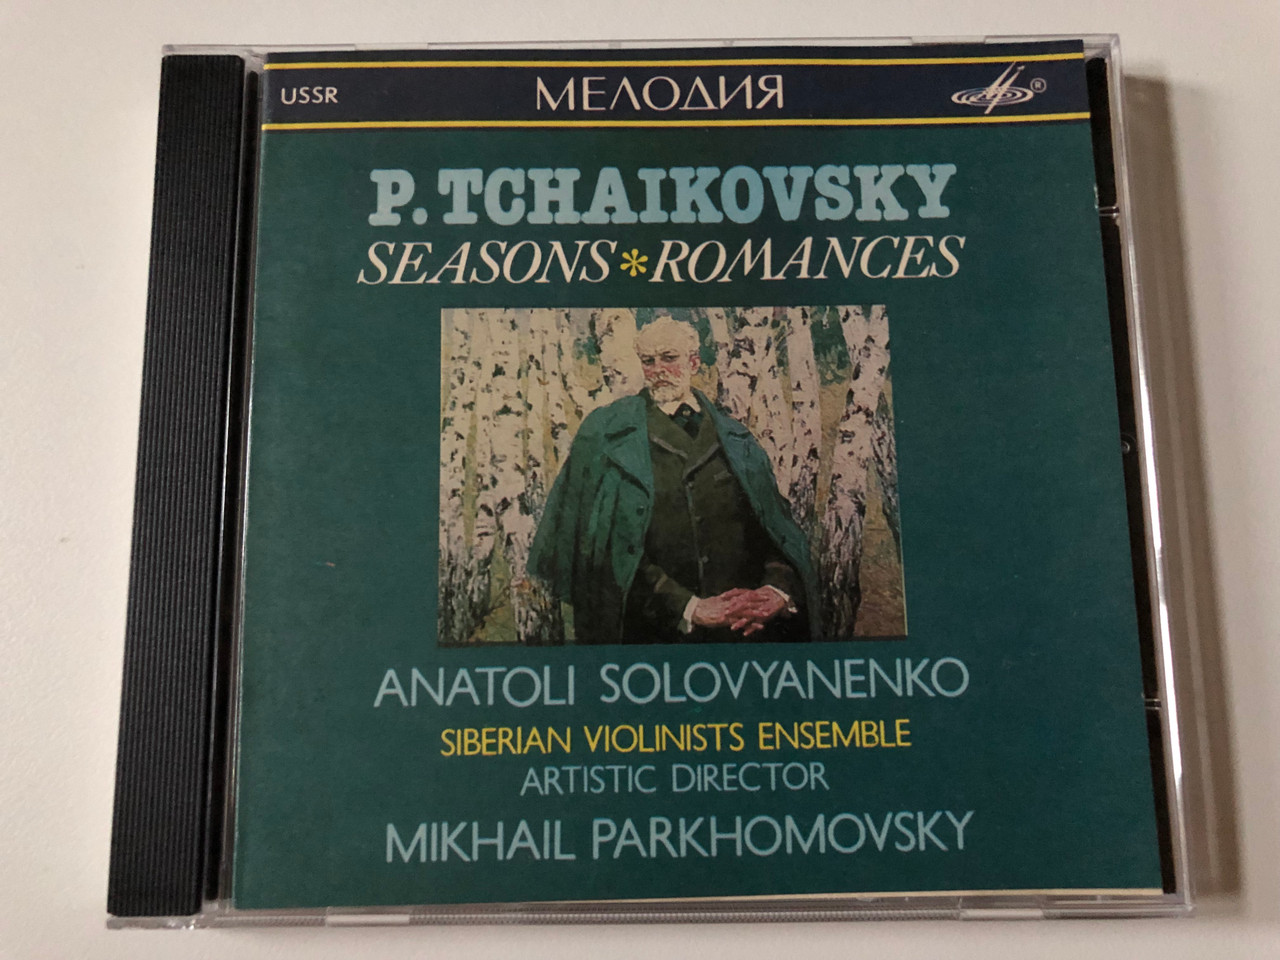 USSR МЕЛОДИЯ ®
P. TCHAIKOVSKY
SEASONS * ROMANCES
ANATOLI SOLOVYANENKO
SIBERIAN VIOLINISTS ENSEMBLE
ARTISTIC DIRECTOR
MIKHAIL PARKHOMOVSKY